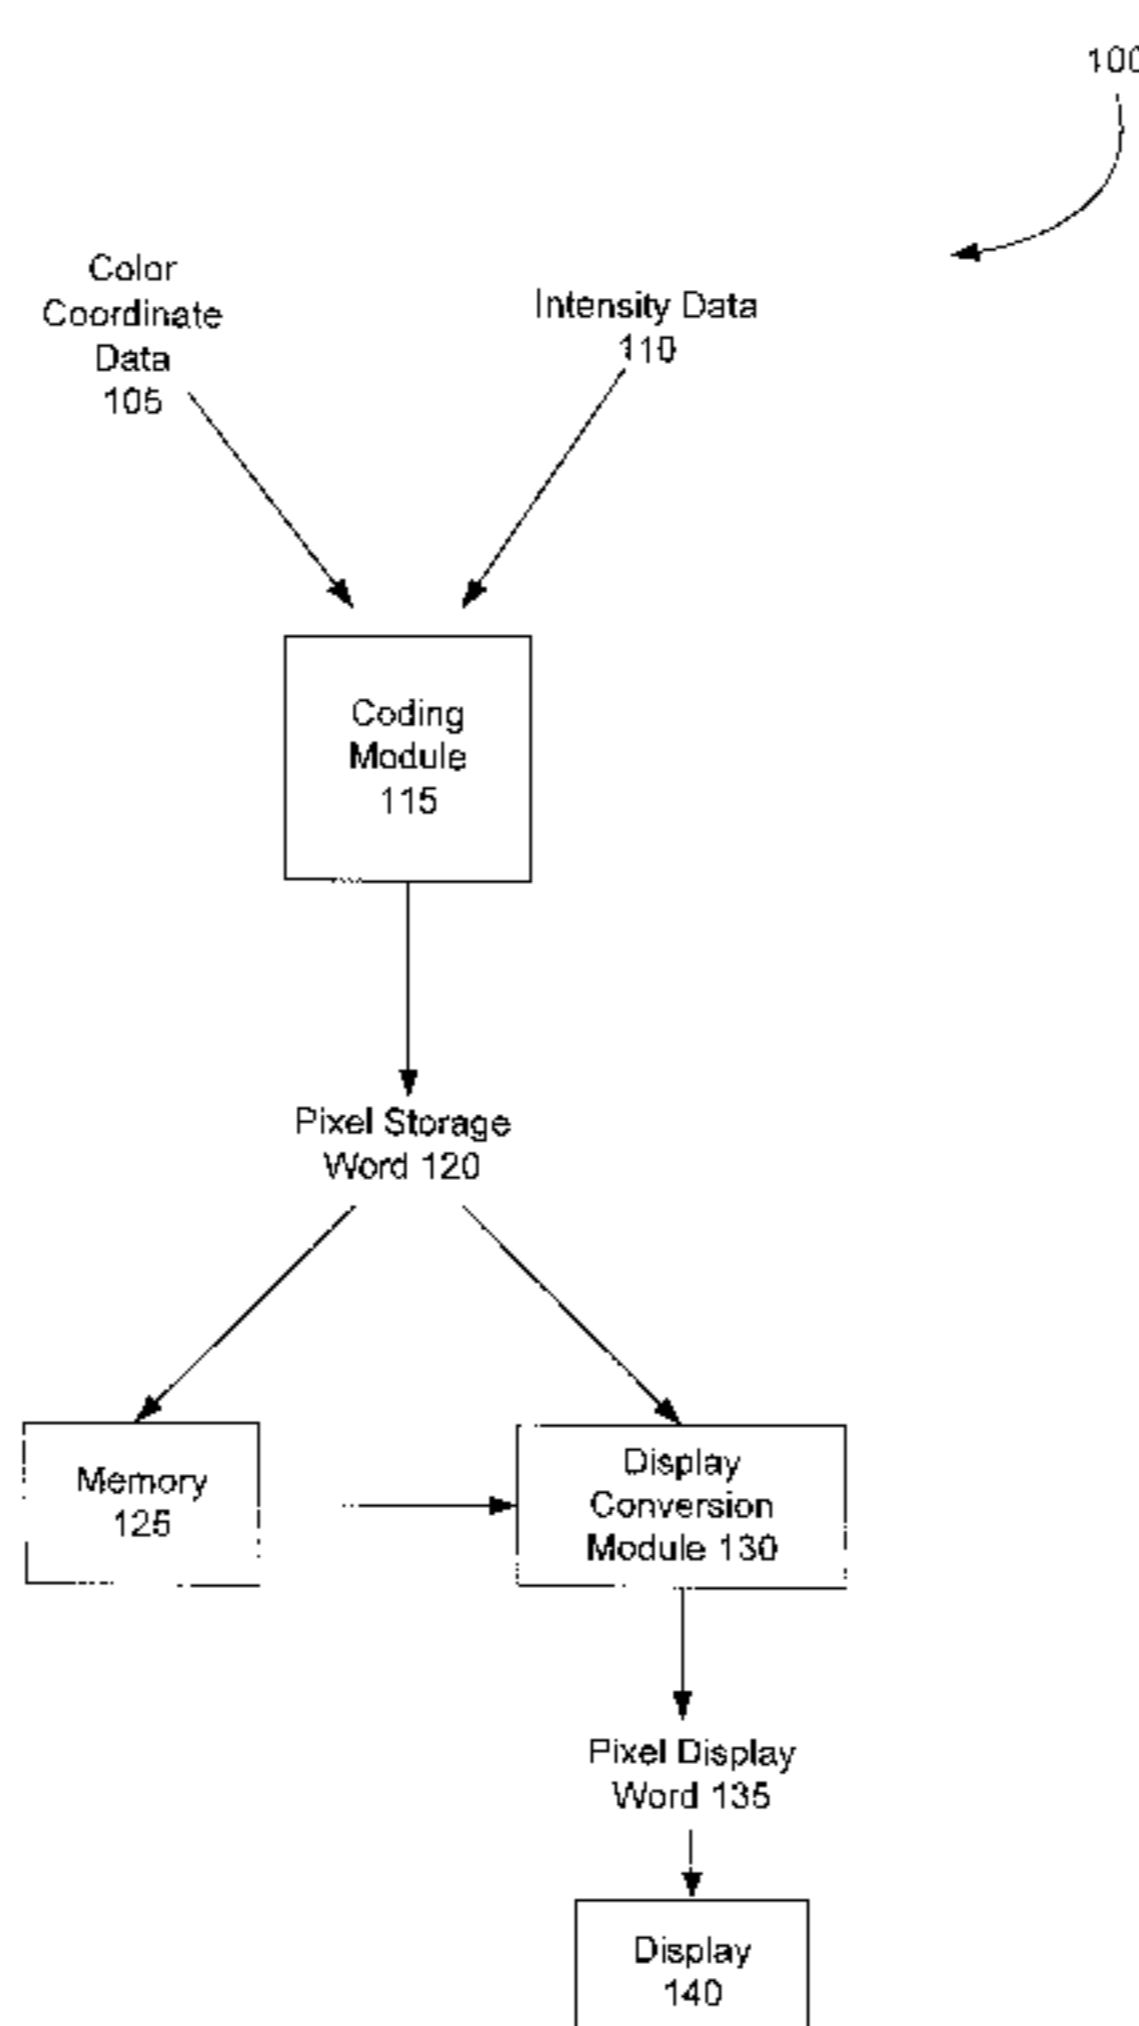 100
Color
Coordinate
Data
105
Intensity Data
110
Coding
Module
115
Pixel Storage
Word 120
Memory
125
Display
Conversion
Module 130
Pixel Display
Word 135
Display
140